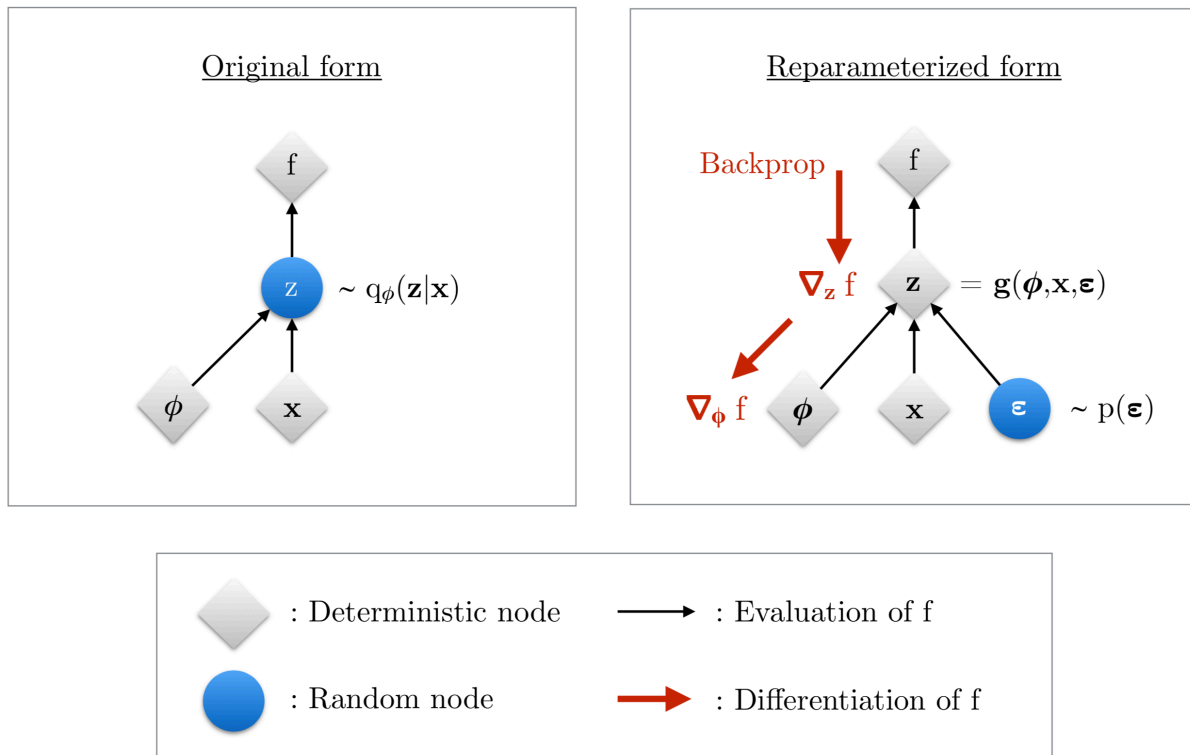 Original form
f
z ~ qϕ(z|x)
ϕ x
Reparameterized form
f
Backprop
∇z f z = g(ϕ,x,ε)
∇ϕ f ϕ x ε ~ p(ε)
: Deterministic node
: Evaluation of f
: Random node
: Differentiation of f